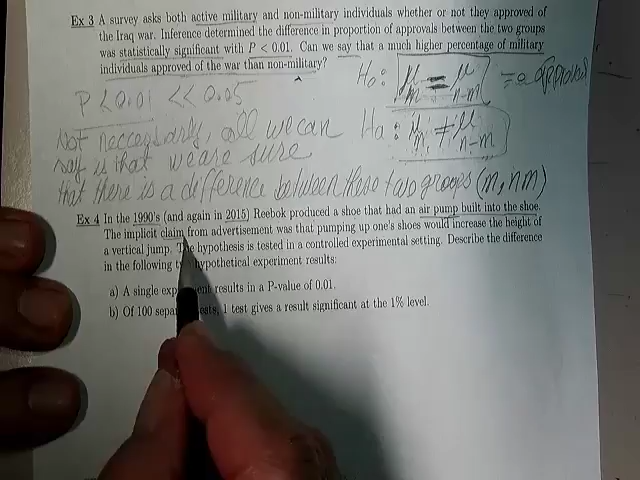 Ex 3 A survey asks both active military and non-military individuals whether or not they approved of
the Iraq war. Inference determined the difference in proportion of approvals between the two groups
was statistically significant with P < 0.01. Can we say that a much higher percentage of military
individuals approved of the war than non-military?
H₀: μ m = μ n-m
approved
P < 0.01 << 0.05
Not neccessarily, all we can
Ha: μ m ≠ μ n-m
say is that we are sure
that there is a difference between these two groups (m, nm)
Ex 4 In the 1990's (and again in 2015) Reebok produced a shoe that had an air pump built into the shoe.
The implicit claim from advertisement was that pumping up one's shoes would increase the height of
a vertical jump. hypothesis is tested in a controlled experimental setting. Describe the difference
in the following hypothetical experiment results:
a) A single results in a P-value of 0.01.
b) Of 100 1 test gives a result significant at the 1% level.